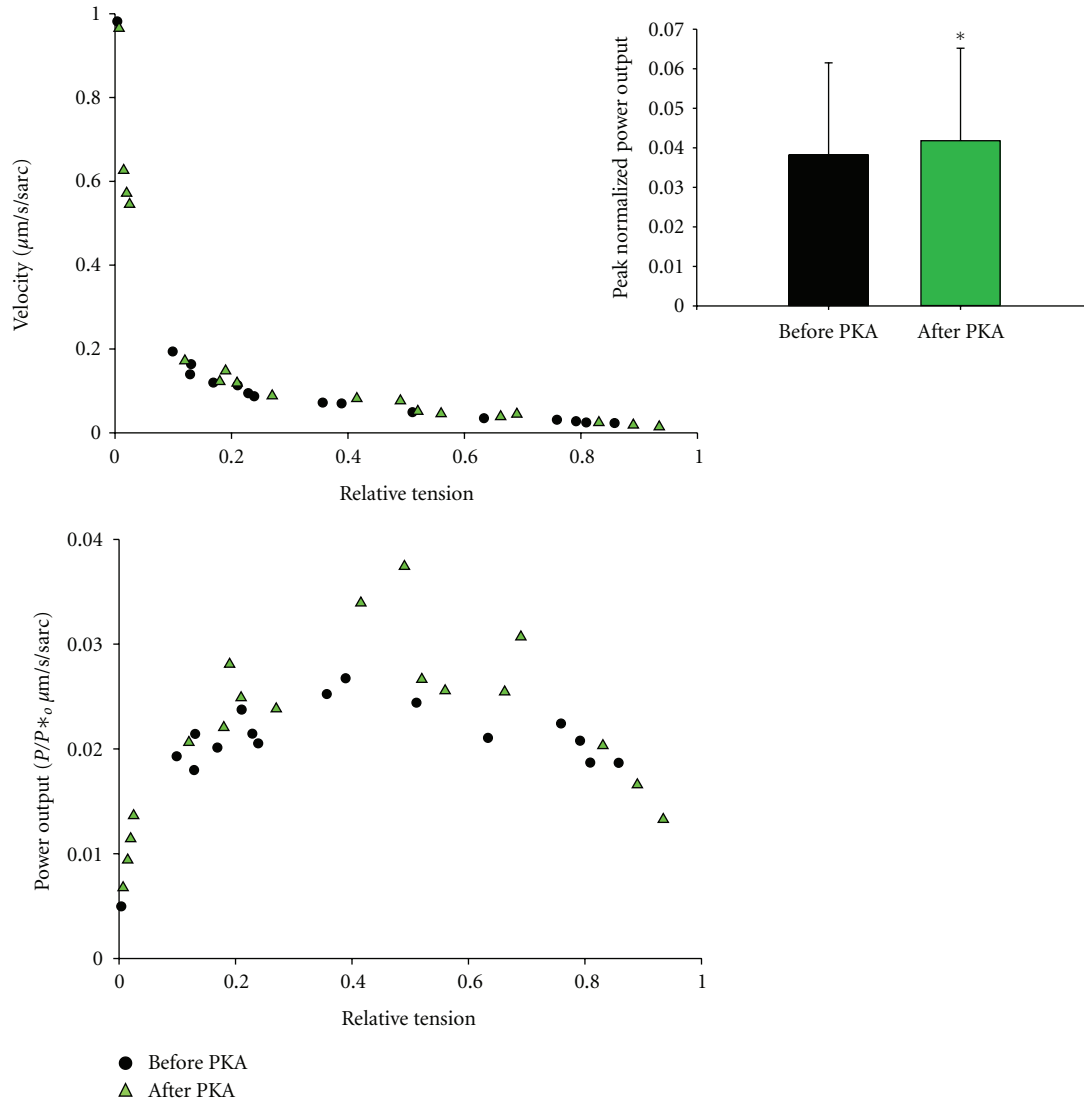 1
0.8
0.6
0.4
0.2
0
Velocity (μm/s/sarc)
0 0.2 0.4 0.6 0.8 1
Relative tension
0.07
0.06
0.05
0.04
0.03
0.02
0.01
0
Peak normalized power output
*
Before PKA After PKA
0.04
0.03
0.02
0.01
0
Power output (P/P*o μm/s/sarc)
0 0.2 0.4 0.6 0.8 1
Relative tension
Before PKA
After PKA